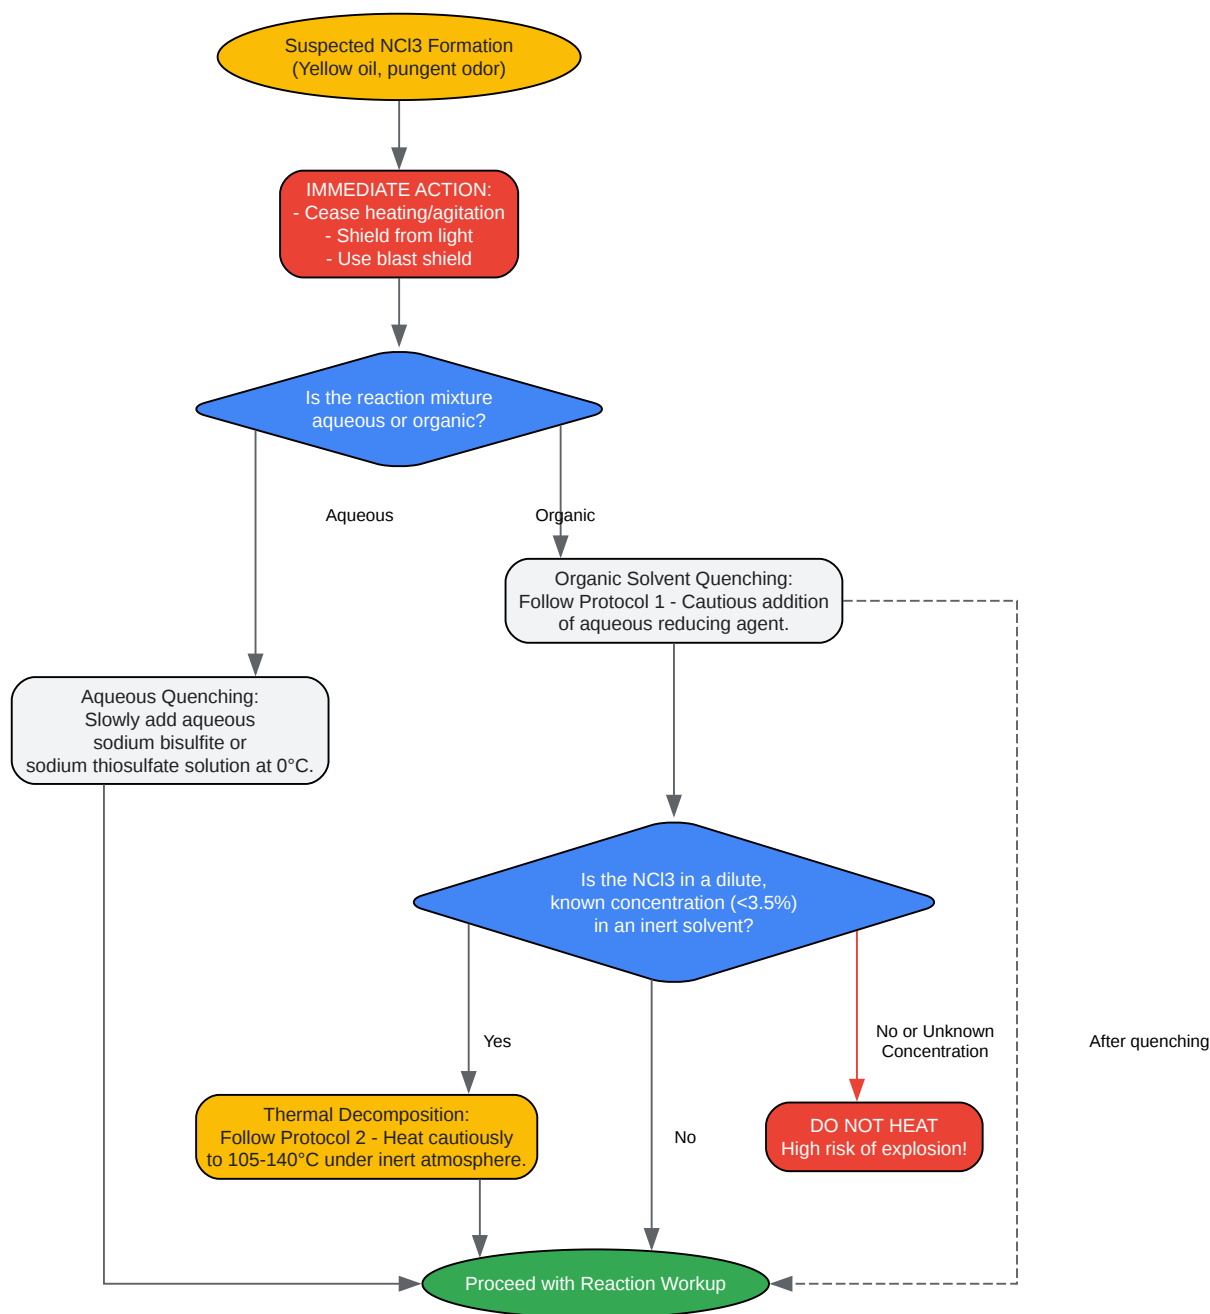 Suspected NCl3 Formation
(Yellow oil, pungent odor)
IMMEDIATE ACTION:
- Cease heating/agitation
- Shield from light
- Use blast shield
Is the reaction mixture
aqueous or organic?
Aqueous
Organic
Organic Solvent Quenching:
Follow Protocol 1 - Cautious addition
of aqueous reducing agent.
Aqueous Quenching:
Slowly add aqueous
sodium bisulfite or
sodium thiosulfate solution at 0°C.
Is the NCl3 in a dilute,
known concentration (<3.5%)
in an inert solvent?
Yes
No or Unknown
Concentration
After quenching
Thermal Decomposition:
Follow Protocol 2 - Heat cautiously
to 105-140°C under inert atmosphere.
No
DO NOT HEAT
High risk of explosion!
Proceed with Reaction Workup